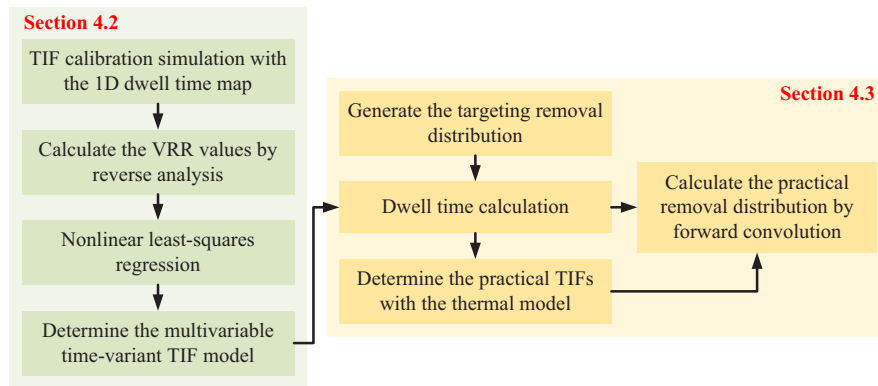 Section 4.2
TIF calibration simulation with
the 1D dwell time map
Calculate the VRR values by
reverse analysis
Nonlinear least-squares
regression
Determine the multivariable
time-variant TIF model
Section 4.3
Generate the targeting removal
distribution
Dwell time calculation
Determine the practical TIFs
with the thermal model
Calculate the practical
removal distribution by
forward convolution